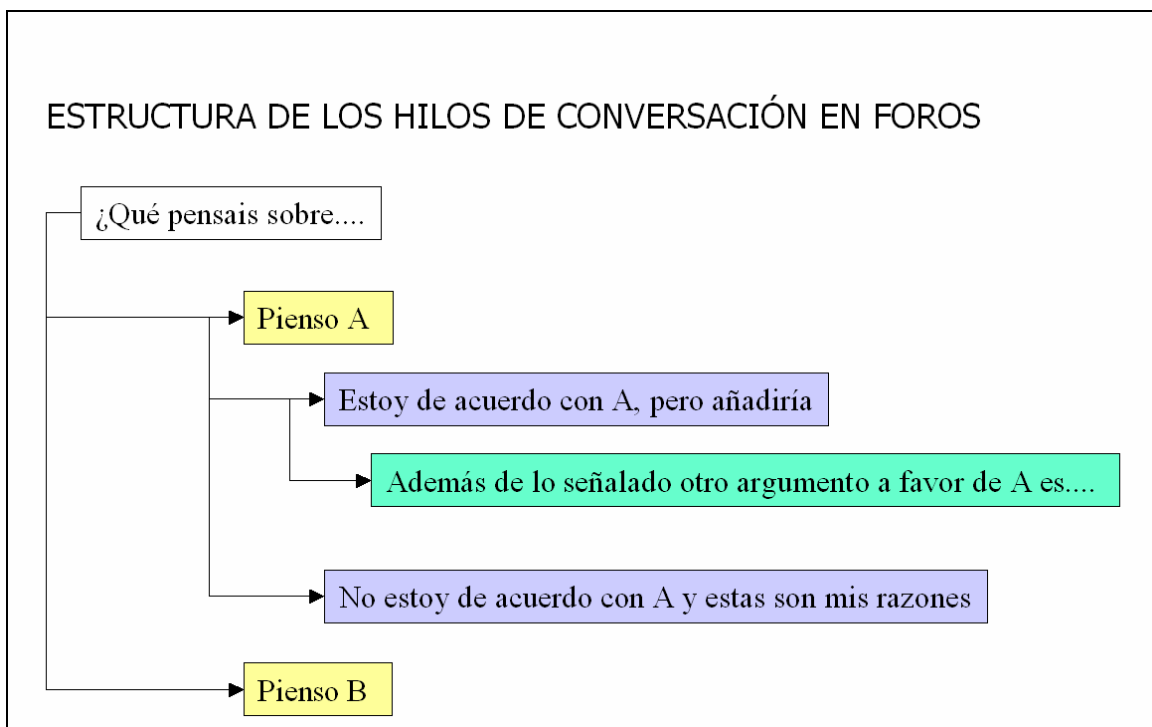 ESTRUCTURA DE LOS HILOS DE CONVERSACIÓN EN FOROS
¿Qué pensais sobre....
Pienso A
Estoy de acuerdo con A, pero añadiría
Además de lo señalado otro argumento a favor de A es....
No estoy de acuerdo con A y estas son mis razones
Pienso B